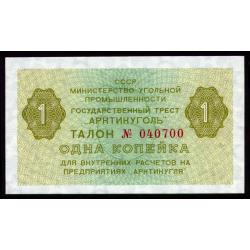 СССР
МИНИСТЕРСТВО УГОЛЬНОЙ
ПРОМЫШЛЕННОСТИ
ГОСУДАРСТВЕННЫЙ ТРЕСТ
"АРКТИКУГОЛЬ"
1 ТАЛОН № 040700 1
ОДНА КОПЕЙКА
ДЛЯ ВНУТРЕННИХ РАСЧЕТОВ НА
ПРЕДПРИЯТИЯХ "АРКТИКУГЛЯ"